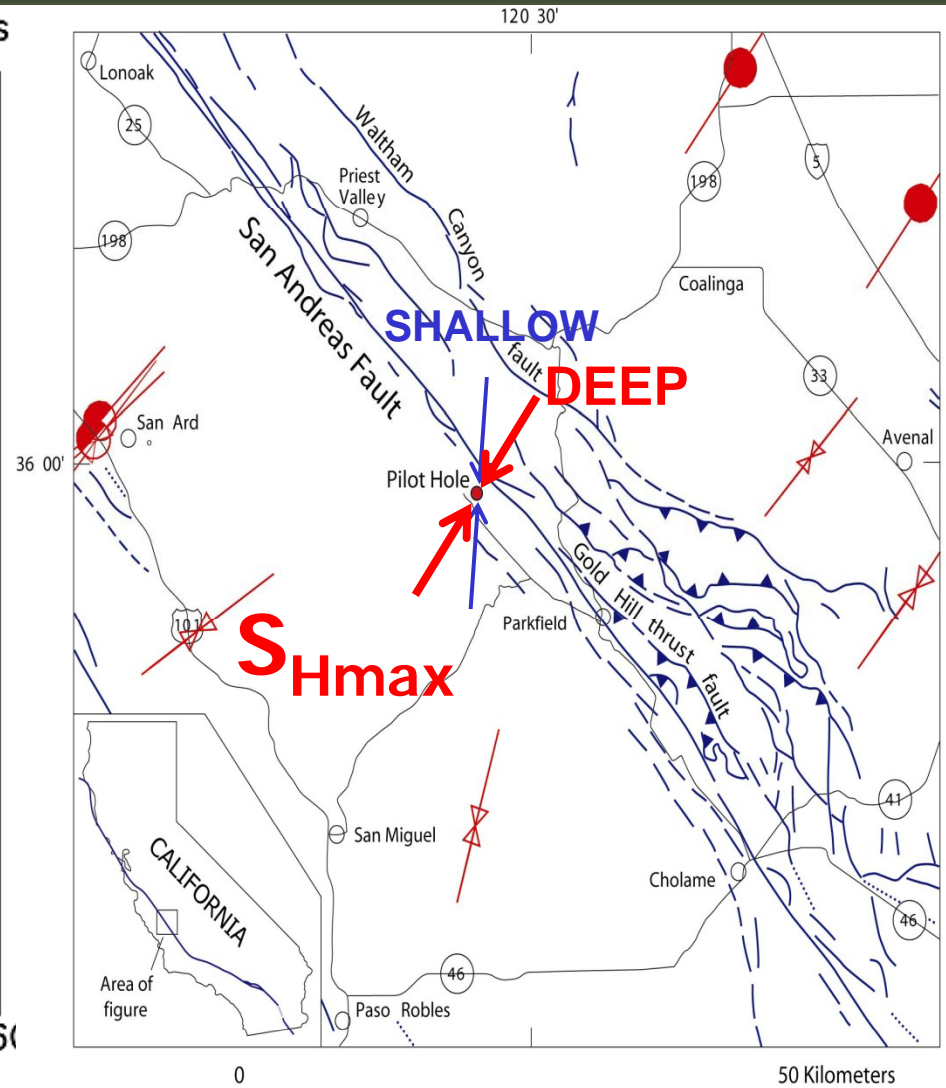 s
120 30'
Lonoak
25
Waltham
Canyon
fault
Priest
Valley
198
5
198
San Andreas Fault
Coalinga
SHALLOW
DEEP
33
San Ard
Avenal
36 00'
Pilot Hole
Gold Hill thrust fault
101
Parkfield
SHmax
41
San Miguel
CALIFORNIA
Cholame
46
46
Area of
figure
Paso Robles
60
0
50 Kilometers